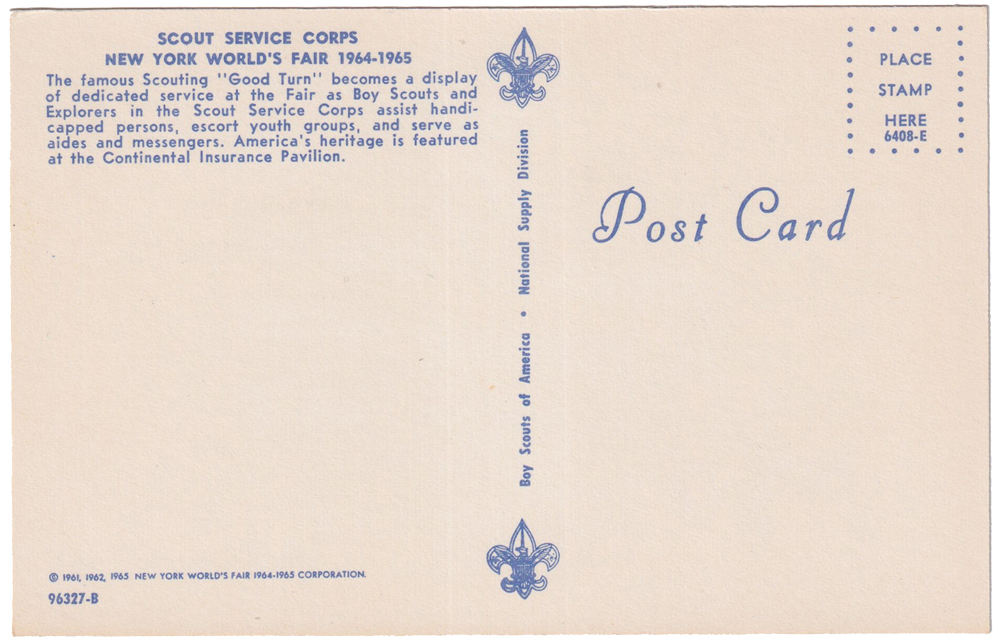 SCOUT SERVICE CORPS
NEW YORK WORLD'S FAIR 1964-1965
The famous Scouting "Good Turn" becomes a display
of dedicated service at the Fair as Boy Scouts and
Explorers in the Scout Service Corps assist handi-
capped persons, escort youth groups, and serve as
aides and messengers. America's heritage is featured
at the Continental Insurance Pavilion.
© 1961, 1962, 1965 NEW YORK WORLD'S FAIR 1964-1965 CORPORATION.
96327-B
Boy Scouts of America • National Supply Division
PLACE
STAMP
HERE
6408-E
Post Card